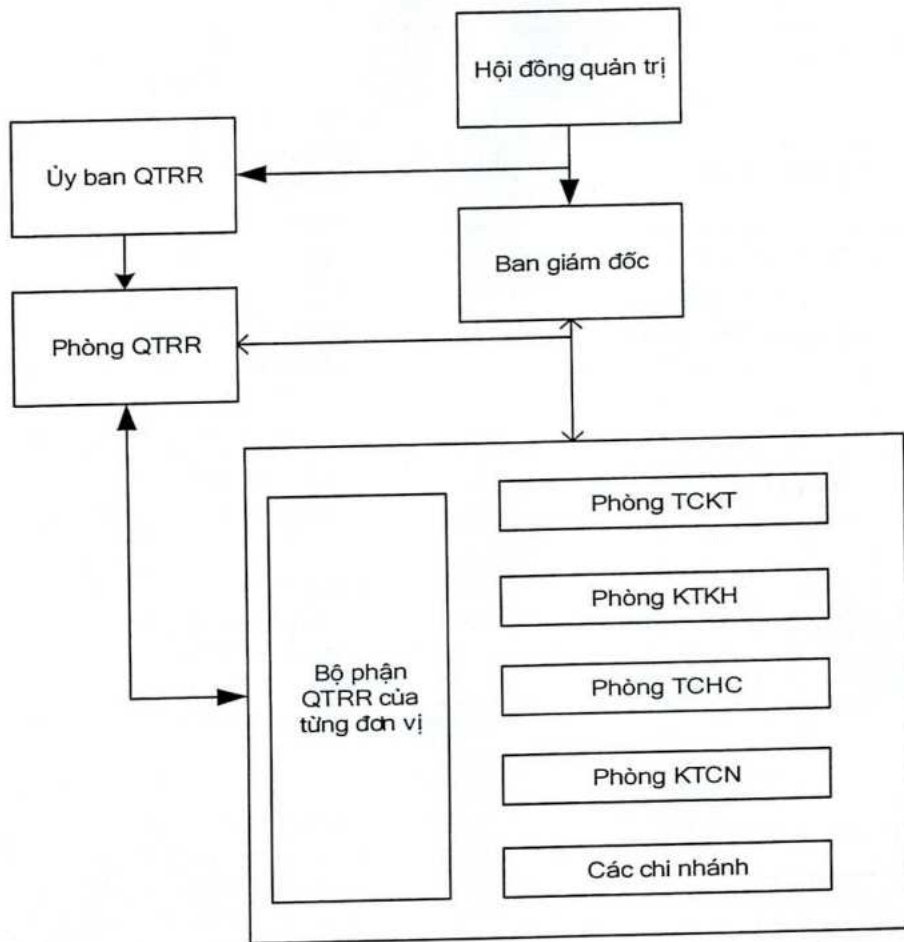 Hội đồng quản trị
Ủy ban QTRR
Ban giám đốc
Phòng QTRR
Bộ phận
QTRR của
từng đơn vị
Phòng TCKT
Phòng KTKH
Phòng TCHC
Phòng KTCN
Các chi nhánh